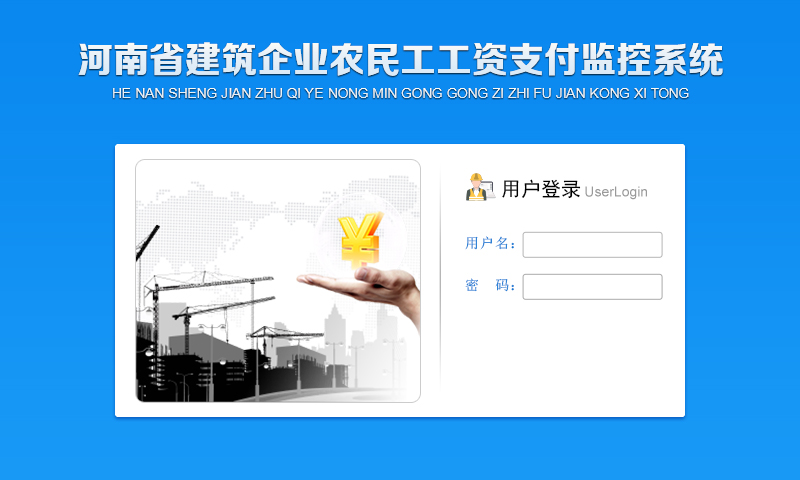 河南省建筑企业农民工工资支付监控系统
HE NAN SHENG JIAN ZHU QI YE NONG MIN GONG GONG ZI ZHI FU JIAN KONG XI TONG
用户登录 UserLogin
用户名：
密 码：